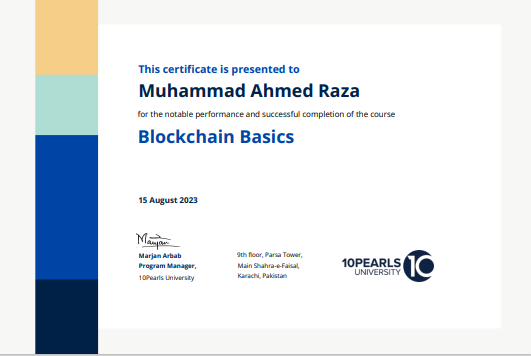 This certificate is presented to
Muhammad Ahmed Raza
for the notable performance and successful completion of the course
Blockchain Basics
15 August 2023
Marjan
Marjan Arbab
Program Manager,
10Pearls University
9th floor, Parsa Tower,
Main Shahra-e-Faisal,
Karachi, Pakistan
10PEARLS
UNIVERSITY
10